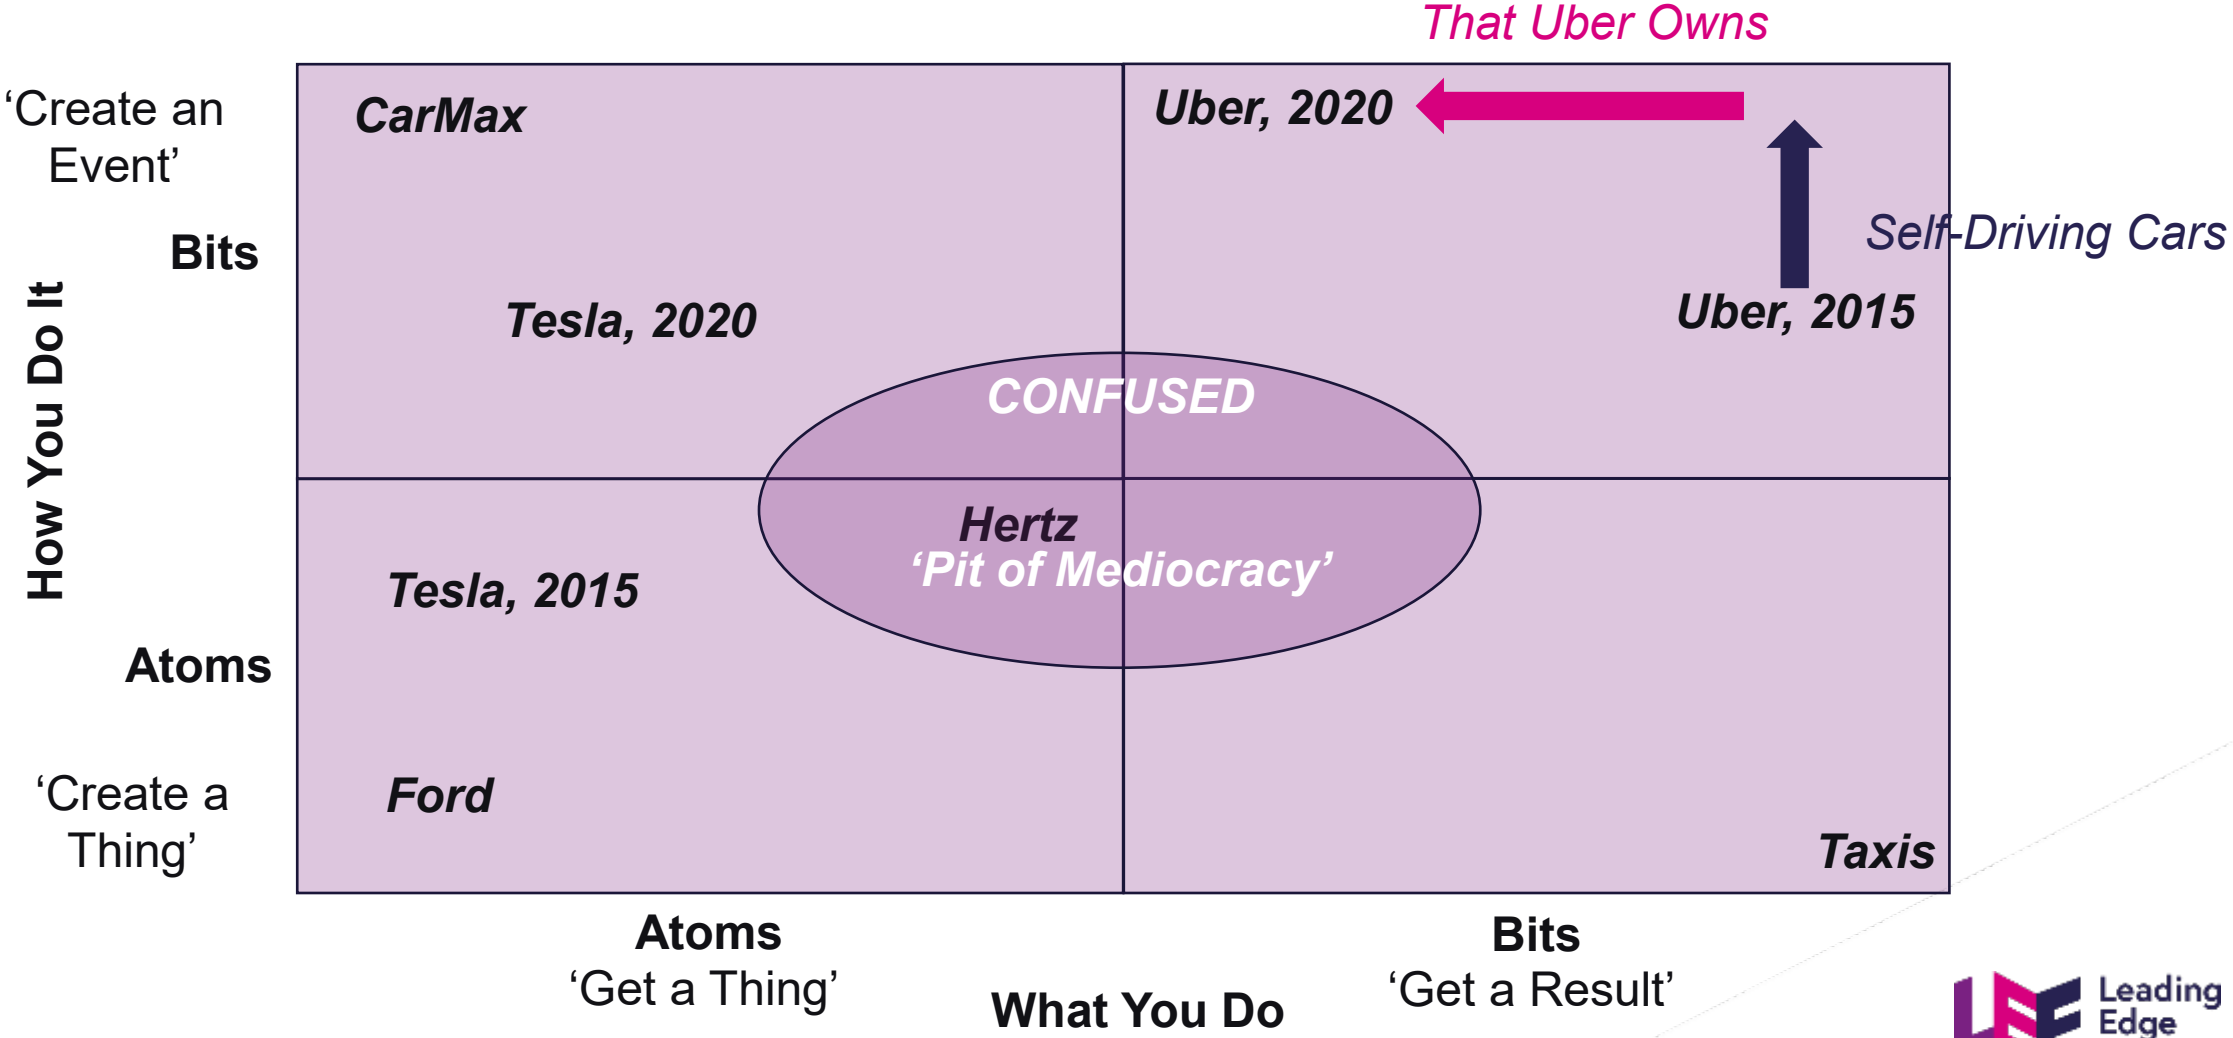 That Uber Owns
‘Create an
Event’
CarMax
Uber, 2020
Bits
Self-Driving Cars
Tesla, 2020
Uber, 2015
How You Do It
CONFUSED
Hertz
‘Pit of Mediocracy’
Tesla, 2015
Atoms
‘Create a
Thing’
Ford
Taxis
Atoms
‘Get a Thing’
Bits
‘Get a Result’
What You Do
Leading
Edge